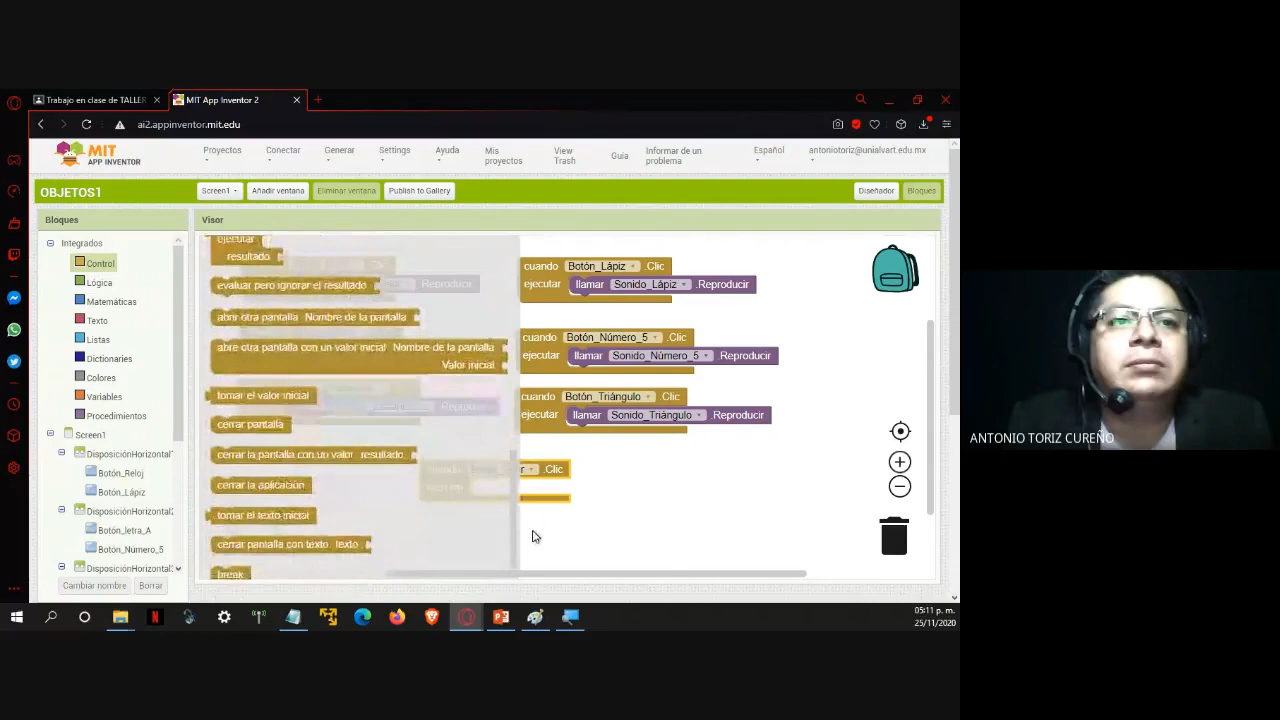 Trabajo en clase de TALLER
MIT App Inventor 2
ai2.appinventor.mit.edu
MIT
APP INVENTOR
Proyectos
Conectar
Generar
Settings
Ayuda
Mis proyectos
View Trash
Guía
Informar de un problema
Español
antoniotoriz@unialvart.edu.mx
OBJETOS1
Screen1
Añadir ventana
Eliminar ventana
Publish to Gallery
Diseñador
Bloques
Bloques
Visor
Integrados
Control
Lógica
Matemáticas
Texto
Listas
Dictionaries
Colores
Variables
Procedimientos
Screen1
DisposiciónHorizontal
Botón_Reloj
Botón_Lápiz
DisposiciónHorizontal2
Botón_letra_A
Botón_Número_5
DisposiciónHorizontal
Cambiar nombre
Borrar
ejecutar
resultado
evaluar pero ignorar el resultado
abrir otra pantalla Nombre de la pantalla
abre otra pantalla con un valor inicial Nombre de la pantalla
Valor inicial
tomar el valor inicial
cerrar pantalla
cerrar la pantalla con un valor resultado
cerrar la aplicación
tomar el texto inicial
cerrar pantalla con texto texto
break
Reproducir
cuando Botón_Lápiz .Clic
ejecutar llamar Sonido_Lápiz .Reproducir
cuando Botón_Número_5 .Clic
ejecutar llamar Sonido_Número_5 .Reproducir
cuando Botón_Triángulo .Clic
ejecutar llamar Sonido_Triángulo .Reproducir
r .Clic
05:11 p. m.
25/11/2020
ANTONIO TORIZ CUREÑO